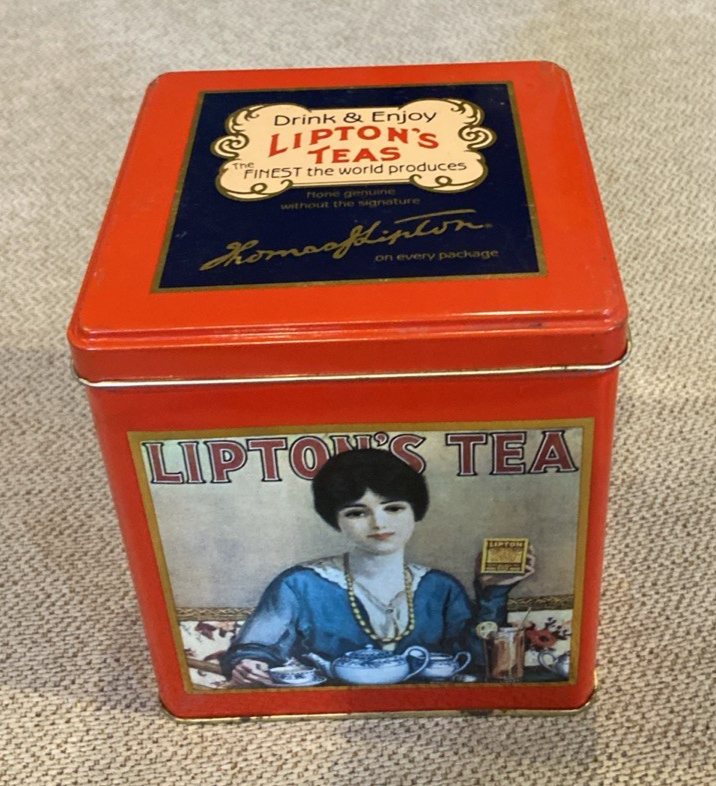 Drink & Enjoy
LIPTON'S
TEAS
The FINEST the world produces
None genuine
without the signature
Thomas J Lipton®
on every package
LIPTON'S TEA
LIPTON